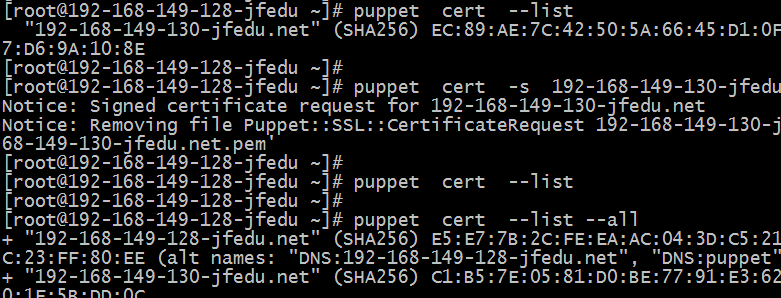 [root@192-168-149-128-jfedu ~]# puppet  cert  --list
  "192-168-149-130-jfedu.net" (SHA256) EC:89:AE:7C:42:50:5A:66:45:D1:0F
7:D6:9A:10:8E
[root@192-168-149-128-jfedu ~]#
[root@192-168-149-128-jfedu ~]# puppet  cert  -s  192-168-149-130-jfedu
Notice: Signed certificate request for 192-168-149-130-jfedu.net
Notice: Removing file Puppet::SSL::CertificateRequest 192-168-149-130-j
68-149-130-jfedu.net.pem'
[root@192-168-149-128-jfedu ~]#
[root@192-168-149-128-jfedu ~]# puppet  cert  --list
[root@192-168-149-128-jfedu ~]#
[root@192-168-149-128-jfedu ~]# puppet  cert  --list --all
+ "192-168-149-128-jfedu.net" (SHA256) E5:E7:7B:2C:FE:EA:AC:04:3D:C5:21
C:23:FF:80:EE (alt names: "DNS:192-168-149-128-jfedu.net", "DNS:puppet"
+ "192-168-149-130-jfedu.net" (SHA256) C1:B5:7E:05:81:D0:BE:77:91:E3:62
0:1E:5B:DD:0C